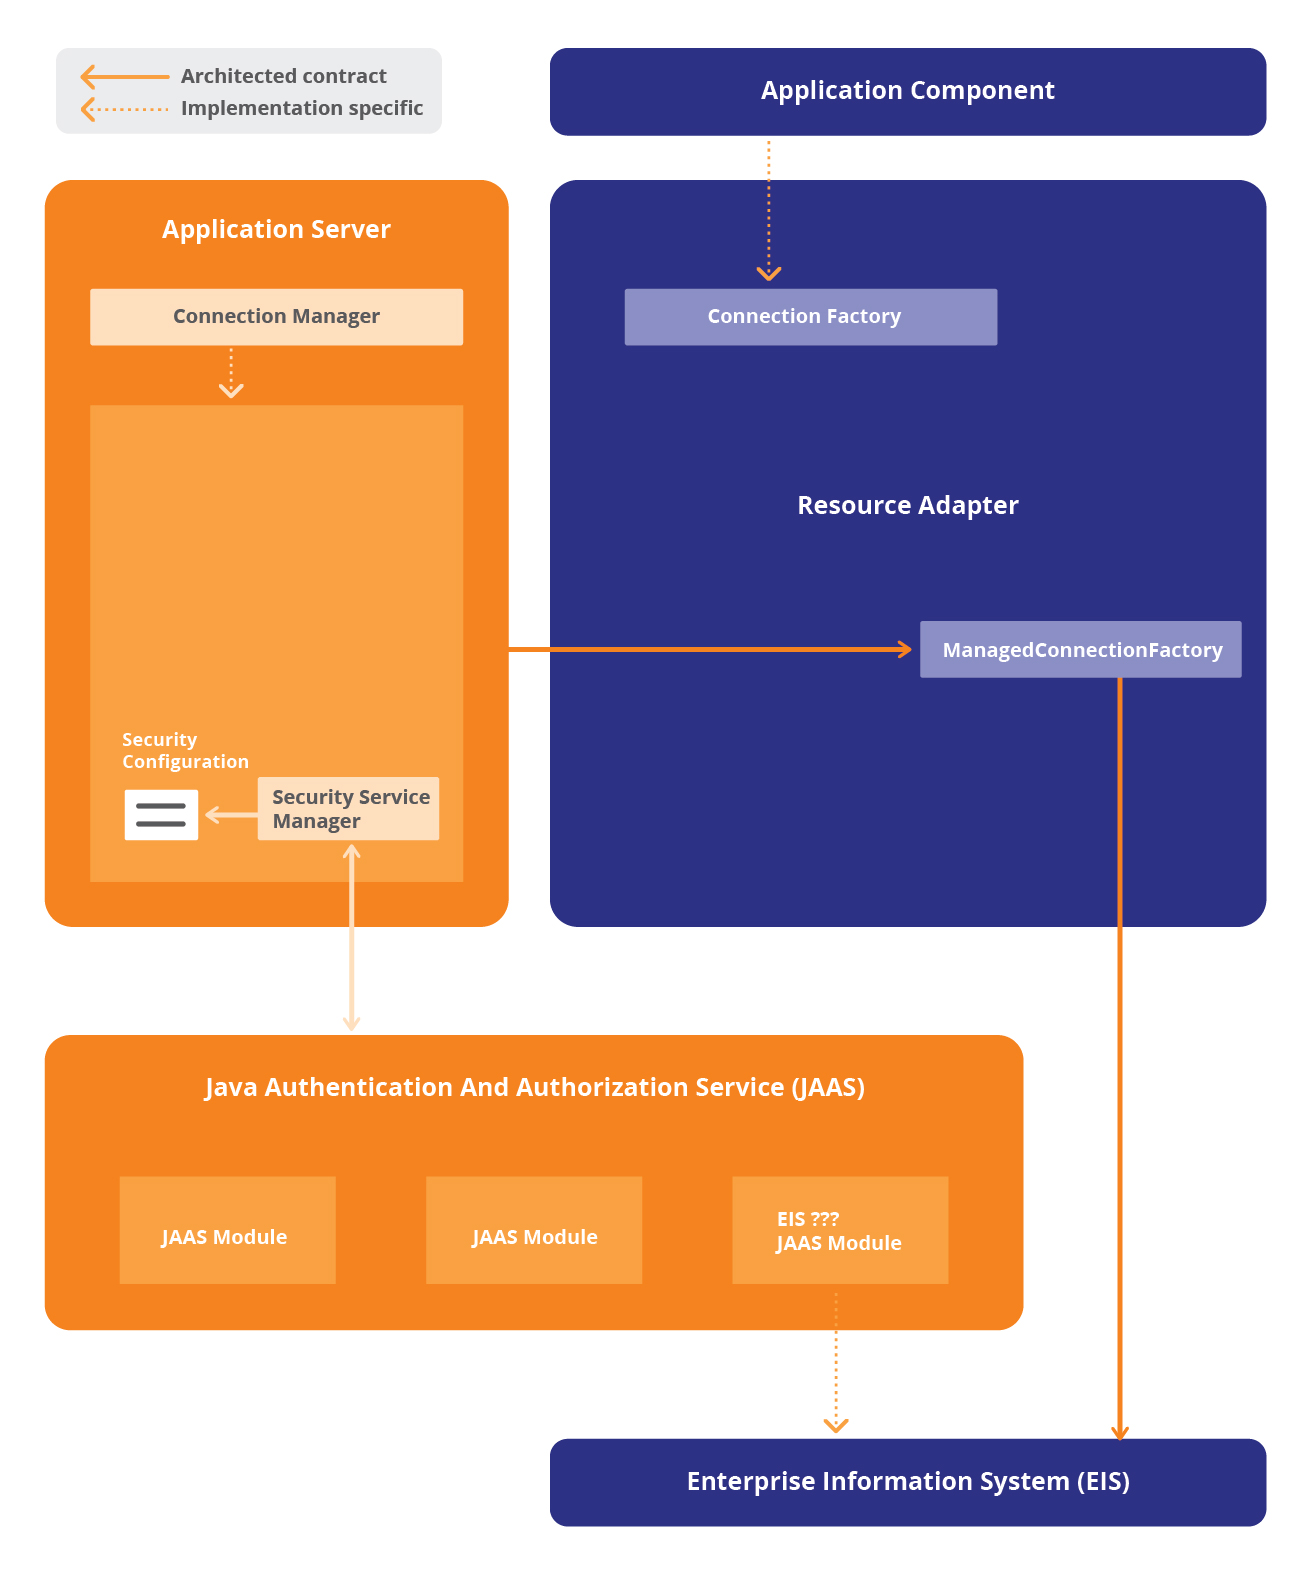 Architected contract
Implementation specific
Application Component
Application Server
Connection Manager
Connection Factory
Resource Adapter
ManagedConnectionFactory
Security
Configuration
Security Service
Manager
Java Authentication And Authorization Service (JAAS)
JAAS Module
JAAS Module
EIS ???
JAAS Module
Enterprise Information System (EIS)